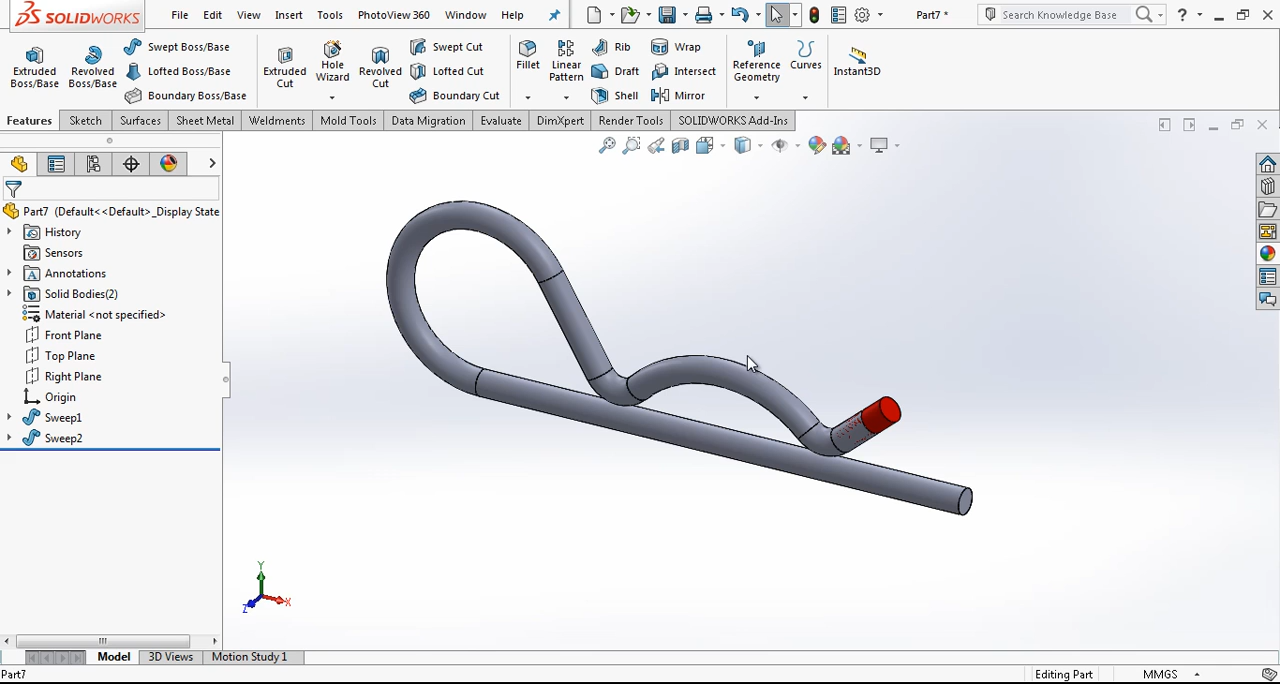 SOLIDWORKS File Edit View Insert Tools PhotoView 360 Window Help Part7 * Search Knowledge Base ?
Extruded Boss/Base
Revolved Boss/Base
Swept Boss/Base
Lofted Boss/Base
Boundary Boss/Base
Extruded Cut
Hole Wizard
Revolved Cut
Swept Cut
Lofted Cut
Boundary Cut
Fillet
Linear Pattern
Rib
Draft
Shell
Wrap
Intersect
Mirror
Reference Geometry
Curves
Instant3D
Features Sketch Surfaces Sheet Metal Weldments Mold Tools Data Migration Evaluate DimXpert Render Tools SOLIDWORKS Add-Ins
Part7 (Default<<Default>_Display State
History
Sensors
Annotations
Solid Bodies(2)
Material <not specified>
Front Plane
Top Plane
Right Plane
Origin
Sweep1
Sweep2
Y
Z X
Model 3D Views Motion Study 1
Part7 Editing Part MMGS